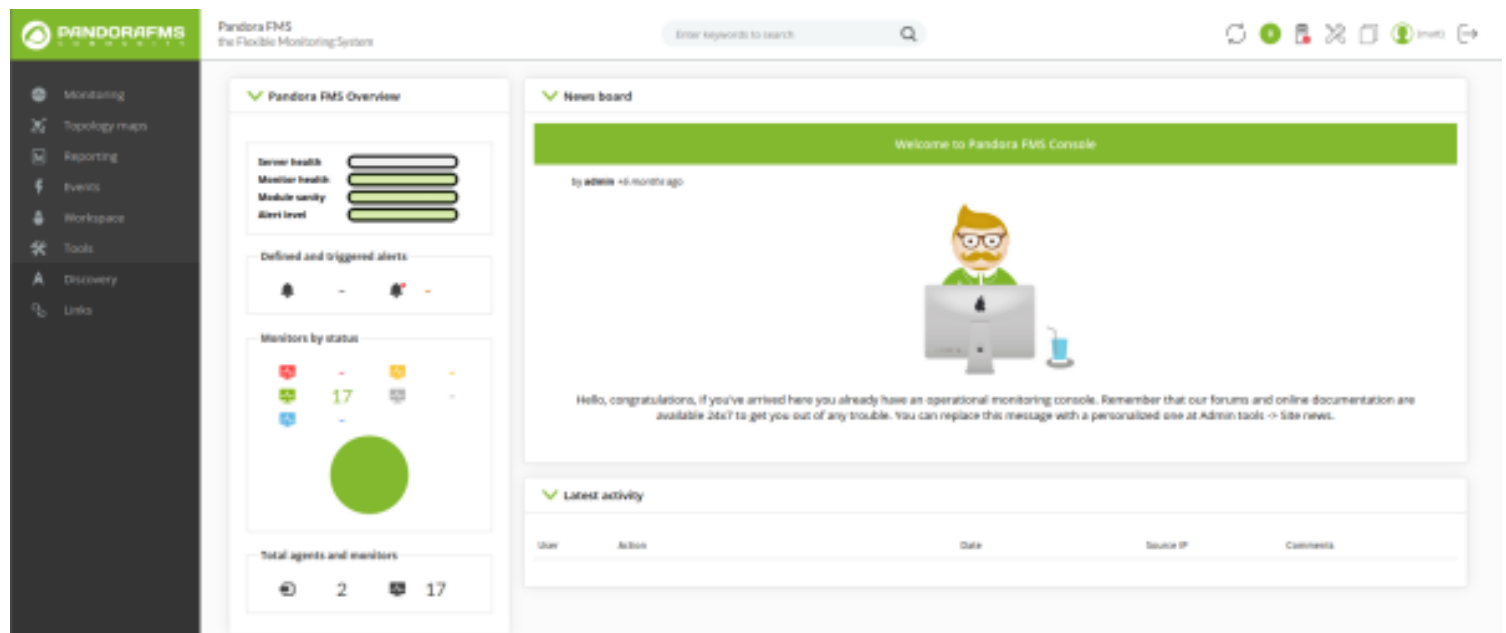 PANDORAFMS
COMMUNITY
Pandora FMS
the Flexible Monitoring System
Enter keywords to search
Monitoring
Topology maps
Reporting
Events
Workspace
Tools
Discovery
Links
Pandora FMS Overview
Server health
Monitor health
Module sanity
Alert level
Defined and triggered alerts
- -
Monitors by status
- -
17 -
-
Total agents and monitors
2 17
News board
Welcome to Pandora FMS Console
by admin +6 months ago
Hello, congratulations, if you've arrived here you already have an operational monitoring console. Remember that our forums and online documentation are
available 24x7 to get you out of any trouble. You can replace this message with a personalized one at Admin tools -> Site news.
Latest activity
User Action Date Source IP Comments